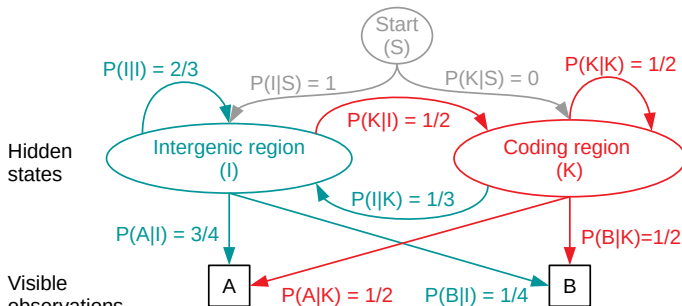 Start
(S)
P(I|I) = 2/3
P(I|S) = 1
P(K|S) = 0
P(K|K) = 1/2
P(K|I) = 1/2
Hidden
states
Intergenic region
(I)
Coding region
(K)
P(I|K) = 1/3
P(A|I) = 3/4
P(B|K)=1/2
Visible
observations
A
B
P(A|K) = 1/2
P(B|I) = 1/4